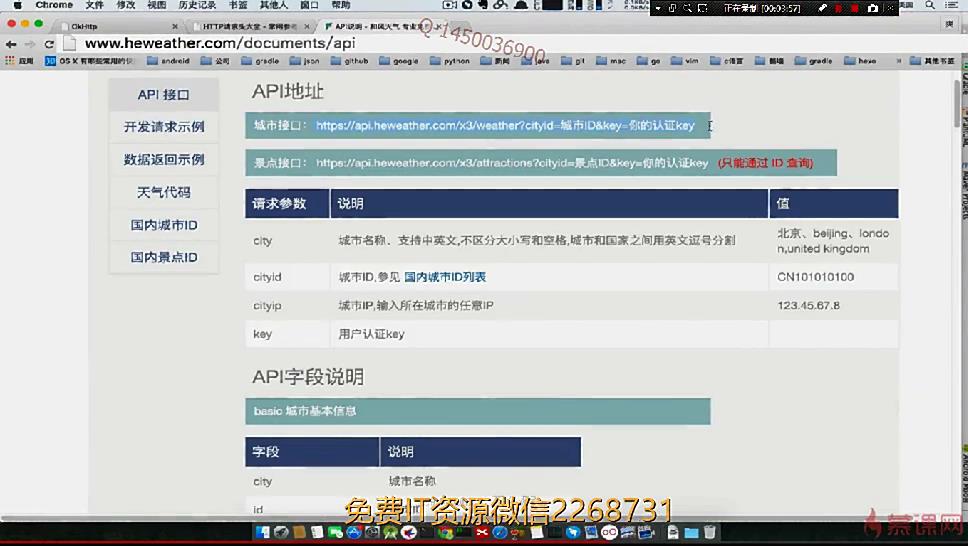 Chrome 文件 修改 视图 历史记录 书签 其他人 窗口 帮助
正在录制 [00:03:57]
OkHttp
API说明 - 和风天气
Q-1450036900
www.heweather.com/documents/api
应用 android 公司 gradle json github google python 新闻 java git mac go vim c语言 gradle hexo » 其他书签
API 接口
开发请求示例
数据返回示例
天气代码
国内城市ID
国内景点ID
API地址
城市接口： https://api.heweather.com/x3/weather?cityid=城市ID&key=你的认证key
景点接口： https://api.heweather.com/x3/attractions?cityid=景点ID&key=你的认证key (只能通过 ID 查询)
请求参数 说明 值
city 城市名称、支持中英文,不区分大小写和空格,城市和国家之间用英文逗号分割 北京、beijing、londo
n,united kingdom
cityid 城市ID,参见 国内城市ID列表 CN101010100
cityip 城市IP,输入所在城市的任意IP 123.45.67.8
key 用户认证key
API字段说明
basic 城市基本信息
字段 说明
city 城市名称
id
免费IT资源微信2268731
慕课网